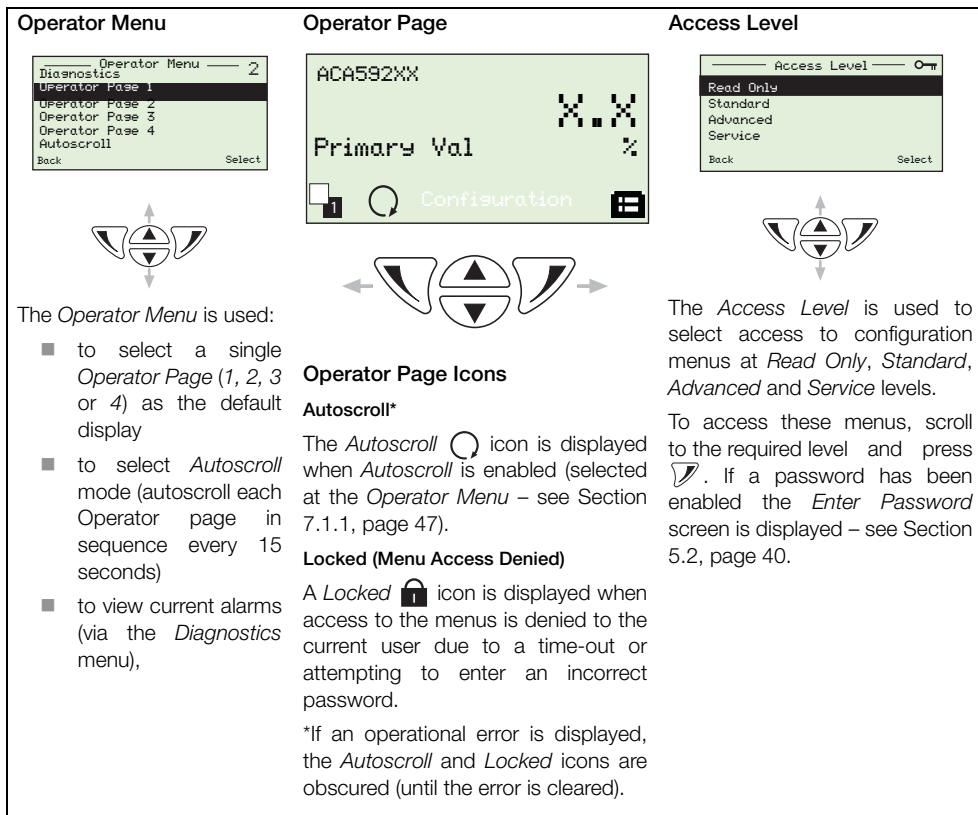 Operator Menu
Operator Menu 2
Diagnostics
Operator Page 1
Operator Page 2
Operator Page 3
Operator Page 4
Autoscroll
Back Select
The Operator Menu is used:
■ to select a single
Operator Page (1, 2, 3
or 4) as the default
display
■ to select Autoscroll
mode (autoscroll each
Operator page in
sequence every 15
seconds)
■ to view current alarms
(via the Diagnostics
menu),
Operator Page
ACA592XX
X.X
Primary Val %
1 Configuration
Operator Page Icons
Autoscroll*
The Autoscroll icon is displayed
when Autoscroll is enabled (selected
at the Operator Menu – see Section
7.1.1, page 47).
Locked (Menu Access Denied)
A Locked icon is displayed when
access to the menus is denied to the
current user due to a time-out or
attempting to enter an incorrect
password.
*If an operational error is displayed,
the Autoscroll and Locked icons are
obscured (until the error is cleared).
Access Level
Access Level
Read Only
Standard
Advanced
Service
Back Select
The Access Level is used to
select access to configuration
menus at Read Only, Standard,
Advanced and Service levels.
To access these menus, scroll
to the required level and press
. If a password has been
enabled the Enter Password
screen is displayed – see Section
5.2, page 40.